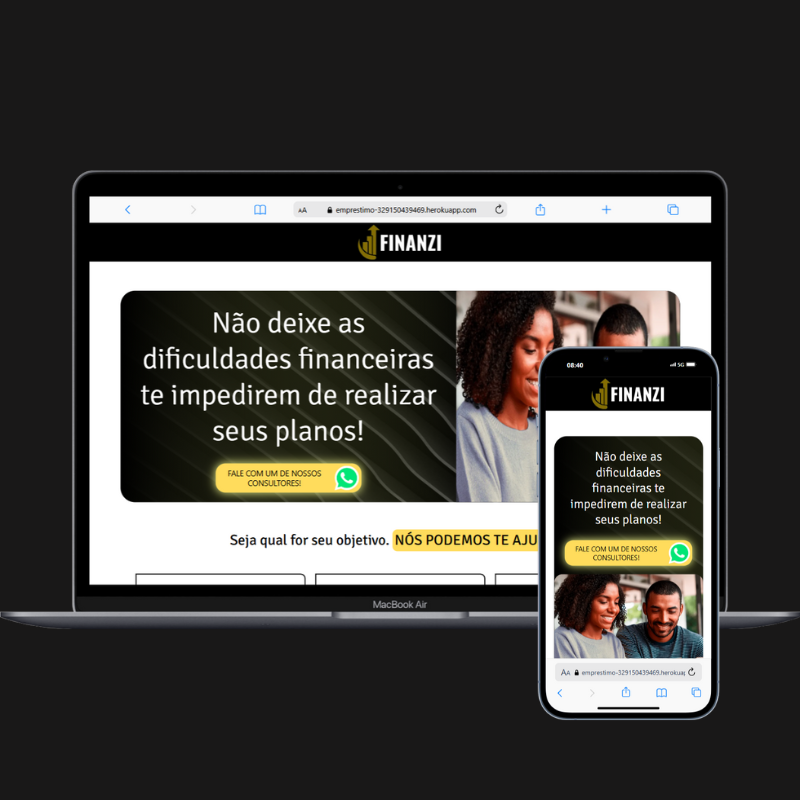 AA emprestimo-329150439469.herokuapp.com
FINANZI
Não deixe as
dificuldades financeiras
te impedirem de realizar
seus planos!
FALE COM UM DE NOSSOS
CONSULTORES!
Seja qual for seu objetivo. NÓS PODEMOS TE AJU
MacBook Air
08:40
5G
FINANZI
Não deixe as
dificuldades
financeiras te
impedirem de realizar
seus planos!
FALE COM UM DE NOSSOS
CONSULTORES!
AA emprestimo-329150439469.herokuap